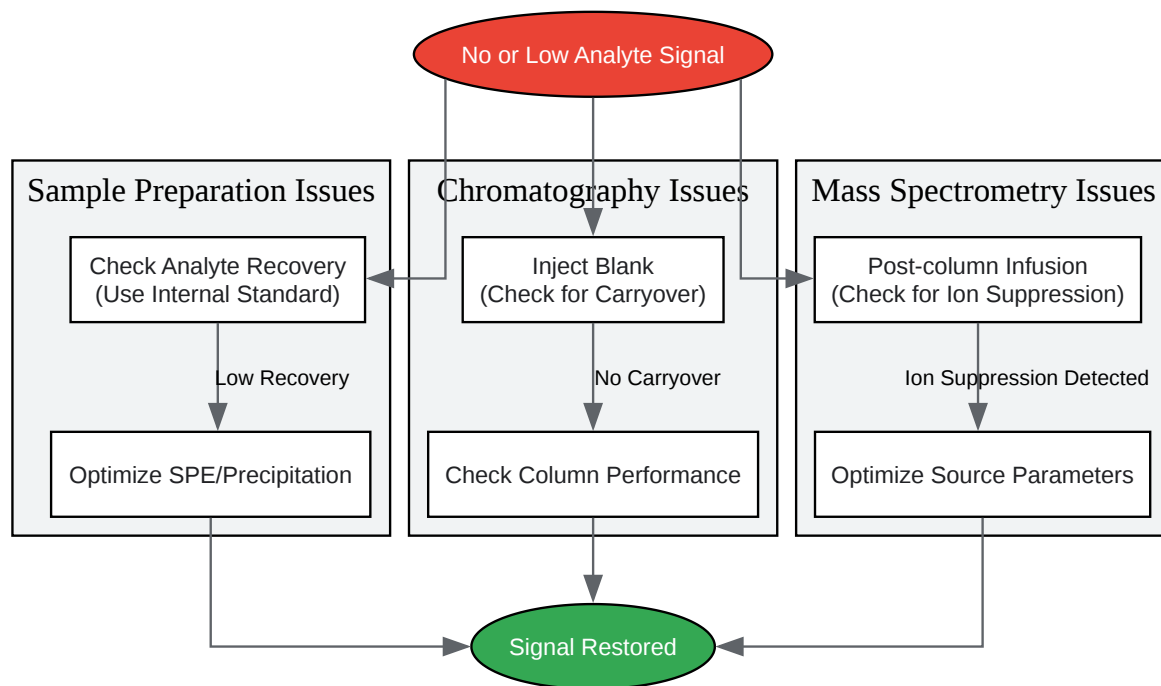 No or Low Analyte Signal
Sample Preparation Issues
Check Analyte Recovery
(Use Internal Standard)
Low Recovery
Optimize SPE/Precipitation
Chromatography Issues
Inject Blank
(Check for Carryover)
No Carryover
Check Column Performance
Mass Spectrometry Issues
Post-column Infusion
(Check for Ion Suppression)
Ion Suppression Detected
Optimize Source Parameters
Signal Restored